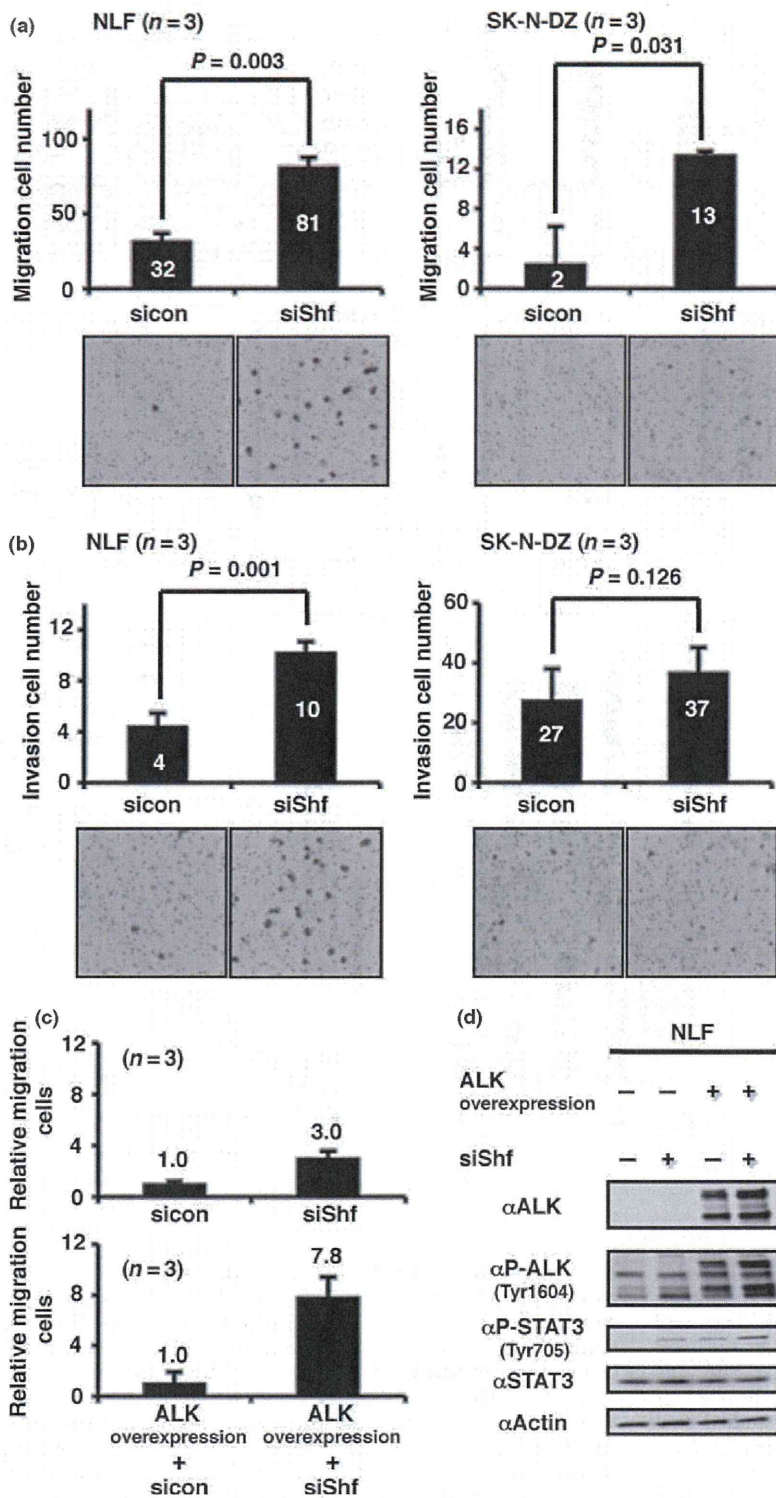 (a)
NLF (n = 3)
P = 0.003
Migration cell number
100
50
0
32
81
sicon
siShf
SK-N-DZ (n = 3)
P = 0.031
Migration cell number
16
12
8
4
0
2
13
sicon
siShf
(b)
NLF (n = 3)
P = 0.001
Invasion cell number
12
8
4
0
4
10
sicon
siShf
SK-N-DZ (n = 3)
P = 0.126
Invasion cell number
60
40
20
0
27
37
sicon
siShf
(c)
Relative migration
cells
12
8
4
0
(n = 3)
1.0
3.0
sicon
siShf
Relative migration
cells
12
8
4
0
(n = 3)
1.0
7.8
ALK
overexpression
+
sicon
ALK
overexpression
+
siShf
(d)
NLF
ALK
overexpression
– – + +
siShf
– + – +
αALK
αP-ALK
(Tyr1604)
αP-STAT3
(Tyr705)
αSTAT3
αActin